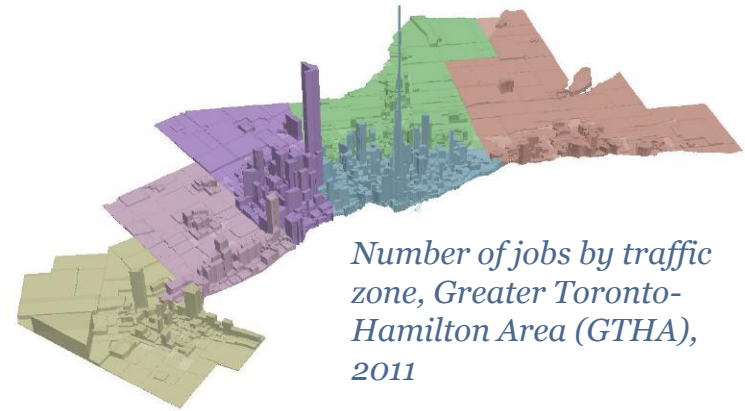 Number of jobs by traffic
zone, Greater Toronto-
Hamilton Area (GTHA),
2011